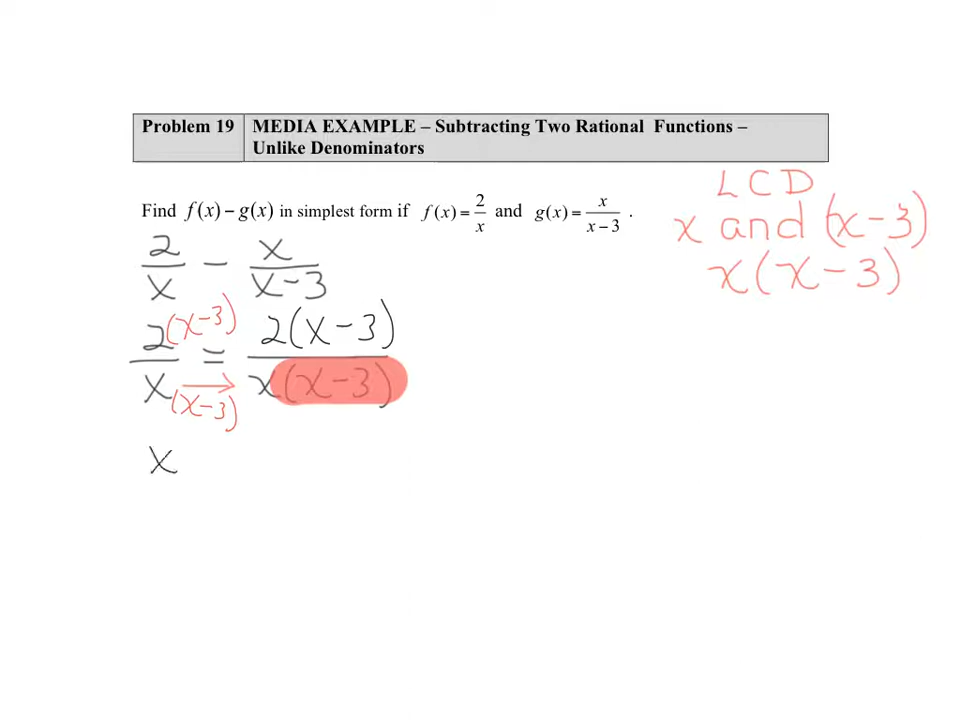 Problem 19 MEDIA EXAMPLE – Subtracting Two Rational Functions –
Unlike Denominators
Find f(x) – g(x) in simplest form if f(x) = 2/x and g(x) = x/(x – 3) .
LCD
x and (x – 3)
x(x – 3)
2/x – x/(x – 3)
2(x – 3)/x(x – 3) = 2(x – 3)/x(x – 3)
x